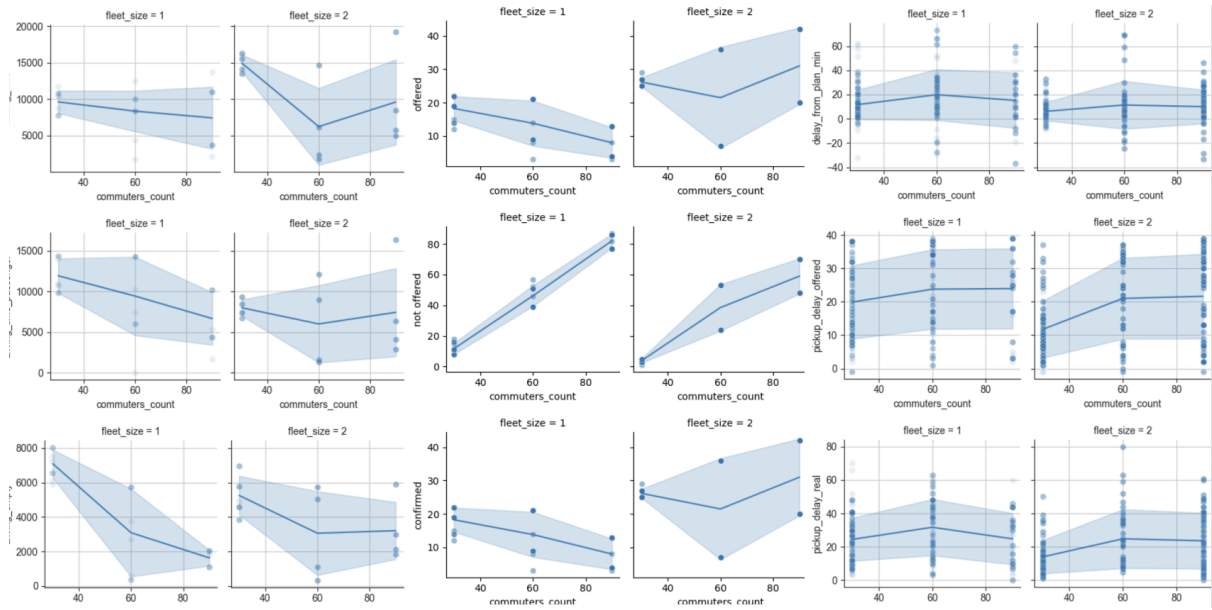 fleet_size = 1
fleet_size = 2
20000
15000
10000
5000
40
60
80
40
60
80
commuters_count
commuters_count
fleet_size = 1
fleet_size = 2
offered
40
30
20
10
40
60
80
40
60
80
commuters_count
commuters_count
fleet_size = 1
fleet_size = 2
delay_from_plan_min
60
40
20
0
-20
-40
40
60
80
40
60
80
commuters_count
commuters_count
fleet_size = 1
fleet_size = 2
15000
10000
5000
0
40
60
80
40
60
80
commuters_count
commuters_count
fleet_size = 1
fleet_size = 2
not offered
80
60
40
20
0
40
60
80
40
60
80
commuters_count
commuters_count
fleet_size = 1
fleet_size = 2
pickup_delay_offered
40
30
20
10
0
40
60
80
40
60
80
commuters_count
commuters_count
fleet_size = 1
fleet_size = 2
8000
6000
4000
2000
0
40
60
80
40
60
80
fleet_size = 1
fleet_size = 2
confirmed
40
30
20
10
40
60
80
40
60
80
commuters_count
commuters_count
fleet_size = 1
fleet_size = 2
pickup_delay_real
80
60
40
20
0
40
60
80
40
60
80